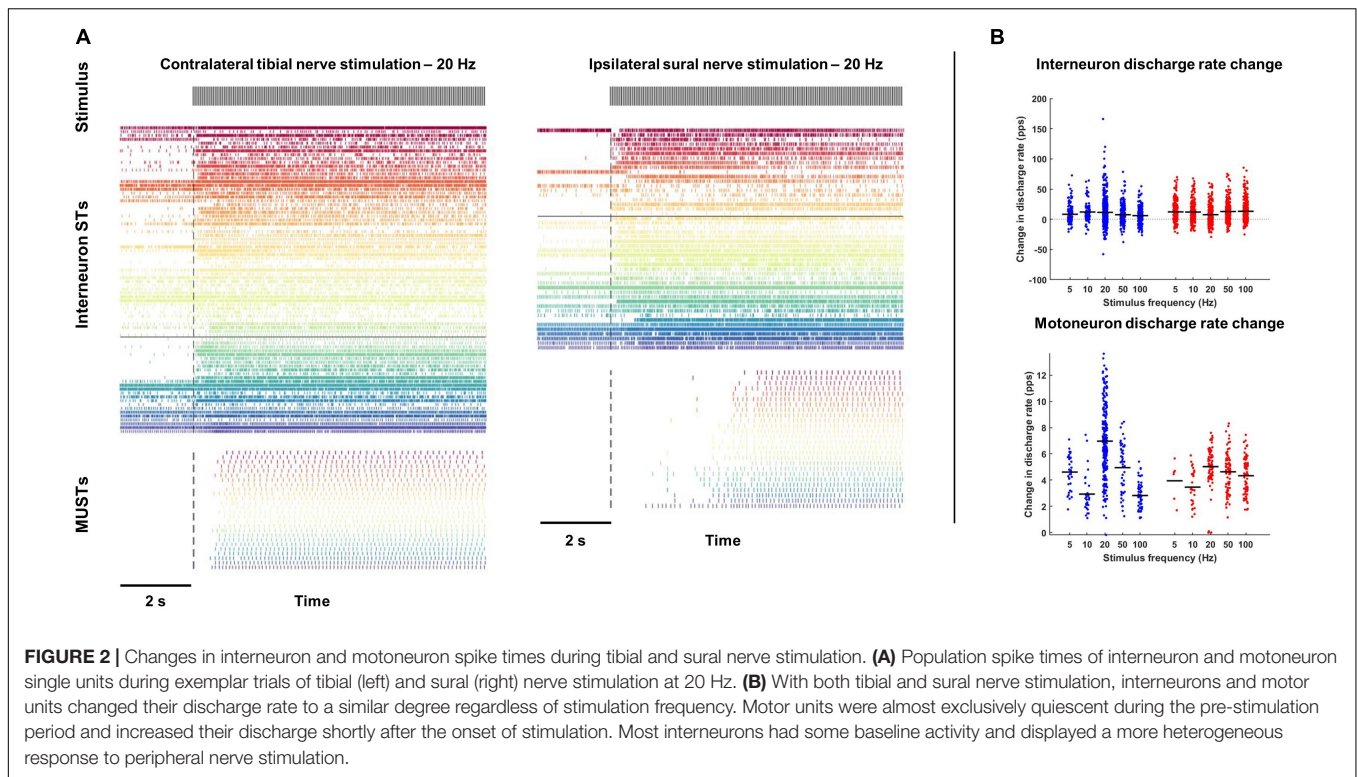 A
B
Contralateral tibial nerve stimulation – 20 Hz
Ipsilateral sural nerve stimulation – 20 Hz
Stimulus
Interneuron STs
MUSTs
2 s
Time
2 s
Time
Interneuron discharge rate change
Change in discharge rate (pps)
200
150
100
50
0
-50
-100
5 10 20 50 100 5 10 20 50 100
Stimulus frequency (Hz)
Motoneuron discharge rate change
Change in discharge rate (pps)
12
10
8
6
4
2
0
5 10 20 50 100 5 10 20 50 100
Stimulus frequency (Hz)
FIGURE 2 | Changes in interneuron and motoneuron spike times during tibial and sural nerve stimulation. (A) Population spike times of interneuron and motoneuron
single units during exemplar trials of tibial (left) and sural (right) nerve stimulation at 20 Hz. (B) With both tibial and sural nerve stimulation, interneurons and motor
units changed their discharge rate to a similar degree regardless of stimulation frequency. Motor units were almost exclusively quiescent during the pre-stimulation
period and increased their discharge shortly after the onset of stimulation. Most interneurons had some baseline activity and displayed a more heterogeneous
response to peripheral nerve stimulation.